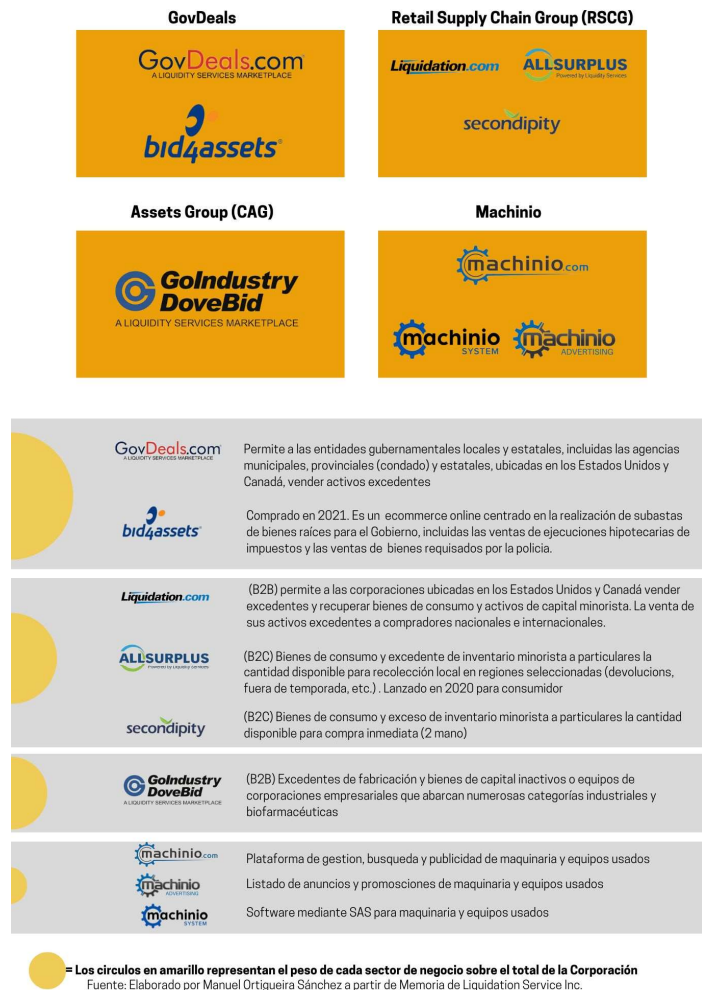 GovDeals
Retail Supply Chain Group (RSCG)
GovDeals.com
A LIQUIDITY SERVICES MARKETPLACE
bid4assets
Liquidation.com
ALLSURPLUS
Powered by Liquidity Services
secondipity
Assets Group (CAG)
Machinio
GoIndustry
DoveBid
A LIQUIDITY SERVICES MARKETPLACE
machinio.com
machinio
SYSTEM
machinio
ADVERTISING
GovDeals.com
A LIQUIDITY SERVICES MARKETPLACE
Permite a las entidades gubernamentales locales y estatales, incluidas las agencias
municipales, provinciales (condado) y estatales, ubicadas en los Estados Unidos y
Canadá, vender activos excedentes
bid4assets
Comprado en 2021. Es un ecommerce online centrado en la realización de subastas
de bienes raíces para el Gobierno, incluidas las ventas de ejecuciones hipotecarias de
impuestos y las ventas de bienes requisados por la policia.
Liquidation.com
(B2B) permite a las corporaciones ubicadas en los Estados Unidos y Canadá vender
excedentes y recuperar bienes de consumo y activos de capital minorista. La venta de
sus activos excedentes a compradores nacionales e internacionales.
ALLSURPLUS
Powered by Liquidity Services
(B2C) Bienes de consumo y excedente de inventario minorista a particulares la
cantidad disponible para recolección local en regiones seleccionadas (devolucions,
fuera de temporada, etc.) . Lanzado en 2020 para consumidor
secondipity
(B2C) Bienes de consumo y exceso de inventario minorista a particulares la cantidad
disponible para compra inmediata (2 mano)
GoIndustry
DoveBid
A LIQUIDITY SERVICES MARKETPLACE
(B2B) Excedentes de fabricación y bienes de capital inactivos o equipos de
corporaciones empresariales que abarcan numerosas categorías industriales y
biofarmacéuticas
machinio.com
Plataforma de gestion, busqueda y publicidad de maquinaria y equipos usados
machinio
ADVERTISING
Listado de anuncios y promosciones de maquinaria y equipos usados
machinio
SYSTEM
Software mediante SAS para maquinaria y equipos usados
= Los circulos en amarillo representan el peso de cada sector de negocio sobre el total de la Corporación
Fuente: Elaborado por Manuel Ortigueira Sánchez a partir de Memoria de Liquidation Service Inc.